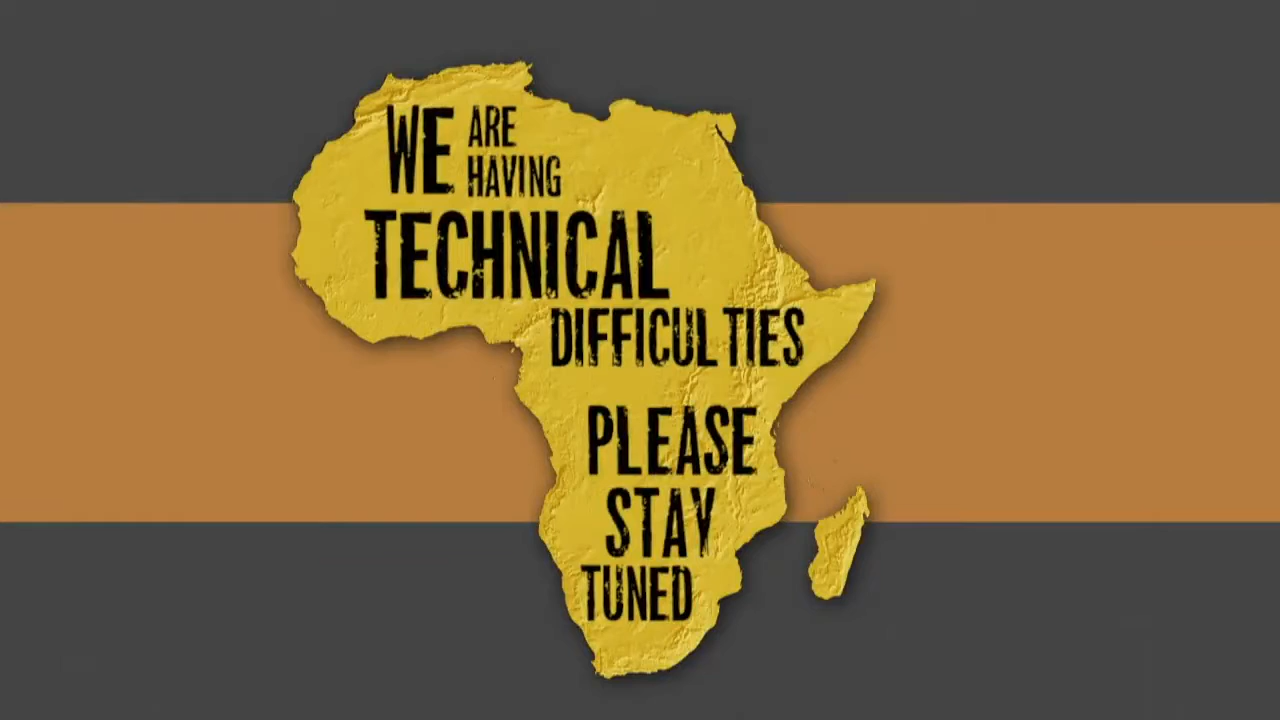 WE ARE
HAVING
TECHNICAL
DIFFICULTIES
PLEASE
STAY
TUNED